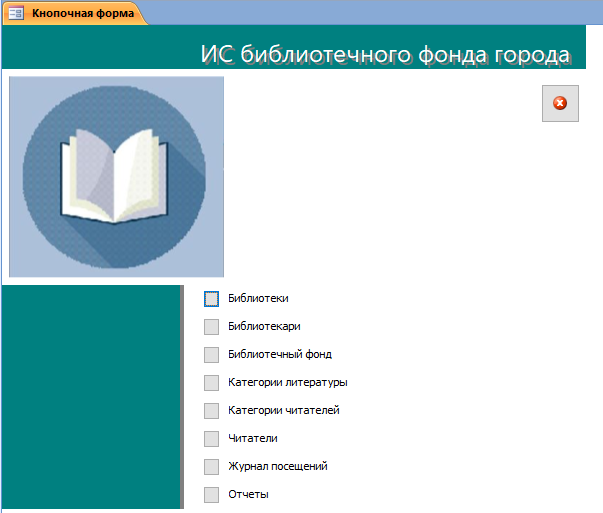 Кнопочная форма
ИС библиотечного фонда города
Библиотеки
Библиотекари
Библиотечный фонд
Категории литературы
Категории читателей
Читатели
Журнал посещений
Отчеты